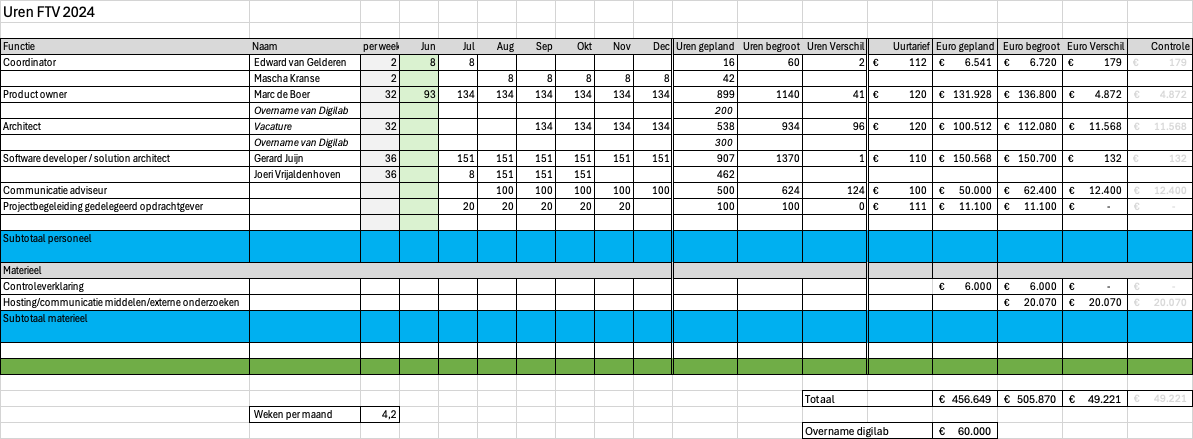 Uren FTV 2024
Functie Naam per week Jun Jul Aug Sep Okt Nov Dec Uren gepland Uren begroot Uren Verschil Uurtarief Euro gepland Euro begroot Euro Verschil Controle
Coordinator Edward van Gelderen 2 8 8 16 60 2 € 112 € 6.541 € 6.720 € 179 € 179
Mascha Kranse 2 8 8 8 8 8 42
Product owner Marc de Boer 32 93 134 134 134 134 134 134 899 1140 41 € 120 € 131.928 € 136.800 € 4.872 € 4.872
Overname van Digilab 200
Architect Vacature 32 134 134 134 134 538 934 96 € 120 € 100.512 € 112.080 € 11.568 € 11.568
Overname van Digilab 300
Software developer / solution architect Gerard Juijn 36 151 151 151 151 151 151 907 1370 1 € 110 € 150.568 € 150.700 € 132 € 132
Joeri Vrijaldenhoven 36 8 151 151 151 462
Communicatie adviseur 100 100 100 100 100 500 624 124 € 100 € 50.000 € 62.400 € 12.400 € 12.400
Projectbegeleiding gedelegeerd opdrachtgever 20 20 20 20 20 100 100 0 € 111 € 11.100 € 11.100 € - € -
Subtotaal personeel
Materieel
Controleverklaring € 6.000 € 6.000 € - € -
Hosting/communicatie middelen/externe onderzoeken € 20.070 € 20.070 € 20.070
Subtotaal materieel
Totaal € 456.649 € 505.870 € 49.221 € 49.221
Weken per maand 4,2
Overname digilab € 60.000